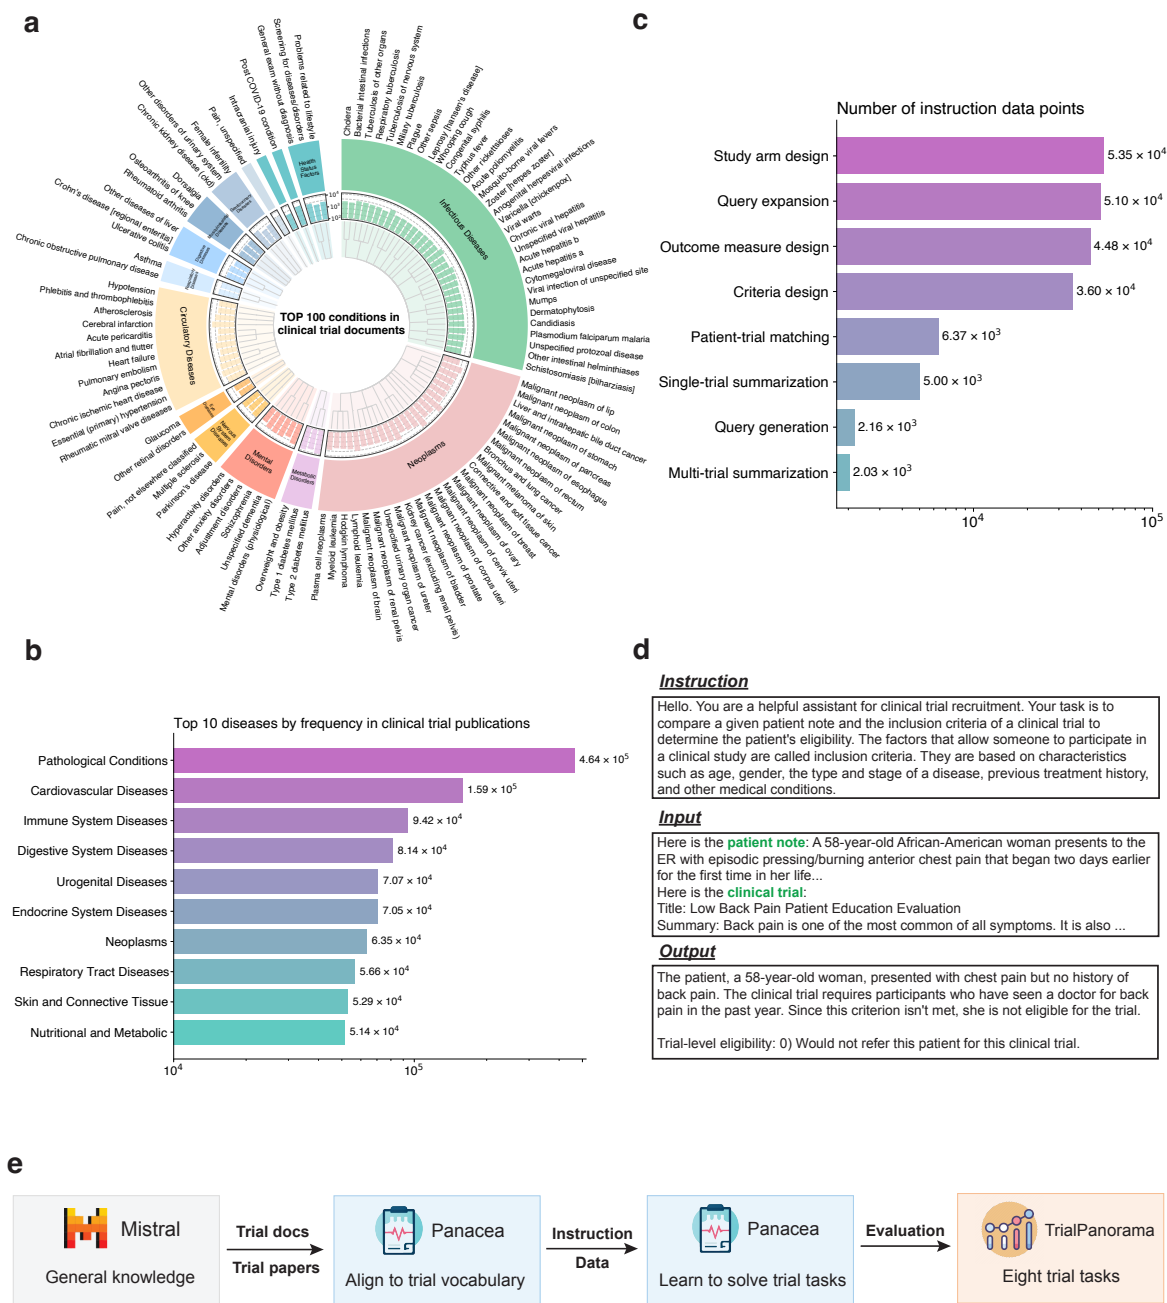 a
Problems related to lifestyle
Screening for diseases/disorders
General exam without diagnosis
Post COVID-19 condition
Intracranial injury
Pain, unspecified
Female infertility
Other disorders of urinary system
Chronic kidney disease (ckd)
Dorsalgia
Osteoarthritis of knee
Rheumatoid arthritis
Other diseases of liver
Crohn's disease [regional enteritis]
Ulcerative colitis
Asthma
Chronic obstructive pulmonary disease
Hypotension
Phlebitis and thrombophlebitis
Atherosclerosis
Cerebral infarction
Acute pericarditis
Atrial fibrillation and flutter
Heart failure
Pulmonary embolism
Angina pectoris
Chronic ischemic heart disease
Essential (primary) hypertension
Rheumatic mitral valve diseases
Glaucoma
Other retinal disorders
Pain, not elsewhere classified
Multiple sclerosis
Parkinson's disease
Hyperactivity disorders
Other anxiety disorders
Adjustment disorders
Schizophrenia
Unspecified dementia
Mental disorders (physiological)
Overweight and obesity
Type 1 diabetes mellitus
Type 2 diabetes mellitus
Plasma cell neoplasms
Myeloid leukemia
Hodgkin lymphoma
Lymphoid leukemia
Malignant neoplasm of brain
Malignant neoplasm of renal pelvis
Unspecified urinary organ cancer
Malignant neoplasm of ureter
Kidney cancer (excluding renal pelvis)
Malignant neoplasm of bladder
Malignant neoplasm of prostate
Malignant neoplasm of corpus uteri
Malignant neoplasm of cervix uteri
Malignant neoplasm of ovary
Malignant neoplasm of breast
Connective and soft tissue cancer
Malignant melanoma of skin
Bronchus and lung cancer
Malignant neoplasm of rectum
Malignant neoplasm of esophagus
Malignant neoplasm of pancreas
Malignant neoplasm of stomach
Liver and intrahepatic bile duct cancer
Malignant neoplasm of colon
Malignant neoplasm of lip
Schistosomiasis [bilharziasis]
Other intestinal helminthiases
Unspecified protozoal disease
Plasmodium falciparum malaria
Candidiasis
Dermatophytosis
Mumps
Viral infection of unspecified site
Cytomegaloviral disease
Acute hepatitis a
Acute hepatitis b
Unspecified viral hepatitis
Chronic viral hepatitis
Viral warts
Varicella [chickenpox]
Anogenital herpesviral infections
Zoster [herpes zoster]
Mosquito-borne viral fevers
Acute poliomyelitis
Other rickettsioses
Typhus fever
Congenital syphilis
Whooping cough
Leprosy [hansen's disease]
Other sepsis
Plague
Miliary tuberculosis
Tuberculosis of nervous system
Respiratory tuberculosis
Tuberculosis of other organs
Bacterial intestinal infections
Cholera
Infectious Diseases
Neoplasms
Metabolic Disorders
Mental Disorders
Nervous System Diseases
Eye Diseases
Circulatory Diseases
Health Status Factors
TOP 100 conditions in
clinical trial documents
c
Number of instruction data points
Study arm design 5.35 × 10⁴
Query expansion 5.10 × 10⁴
Outcome measure design 4.48 × 10⁴
Criteria design 3.60 × 10⁴
Patient-trial matching 6.37 × 10³
Single-trial summarization 5.00 × 10³
Query generation 2.16 × 10³
Multi-trial summarization 2.03 × 10³
10⁴ 10⁵
b
Top 10 diseases by frequency in clinical trial publications
Pathological Conditions 4.64 × 10⁵
Cardiovascular Diseases 1.59 × 10⁵
Immune System Diseases 9.42 × 10⁴
Digestive System Diseases 8.14 × 10⁴
Urogenital Diseases 7.07 × 10⁴
Endocrine System Diseases 7.05 × 10⁴
Neoplasms 6.35 × 10⁴
Respiratory Tract Diseases 5.66 × 10⁴
Skin and Connective Tissue 5.29 × 10⁴
Nutritional and Metabolic 5.14 × 10⁴
10⁴ 10⁵
d
Instruction
Hello. You are a helpful assistant for clinical trial recruitment. Your task is to
compare a given patient note and the inclusion criteria of a clinical trial to
determine the patient's eligibility. The factors that allow someone to participate in
a clinical study are called inclusion criteria. They are based on characteristics
such as age, gender, the type and stage of a disease, previous treatment history,
and other medical conditions.
Input
Here is the patient note: A 58-year-old African-American woman presents to the
ER with episodic pressing/burning anterior chest pain that began two days earlier
for the first time in her life...
Here is the clinical trial:
Title: Low Back Pain Patient Education Evaluation
Summary: Back pain is one of the most common of all symptoms. It is also ...
Output
The patient, a 58-year-old woman, presented with chest pain but no history of
back pain. The clinical trial requires participants who have seen a doctor for back
pain in the past year. Since this criterion isn't met, she is not eligible for the trial.
Trial-level eligibility: 0) Would not refer this patient for this clinical trial.
e
Mistral
General knowledge
Trial docs
Trial papers
Panacea
Align to trial vocabulary
Instruction
Data
Panacea
Learn to solve trial tasks
Evaluation
TrialPanorama
Eight trial tasks